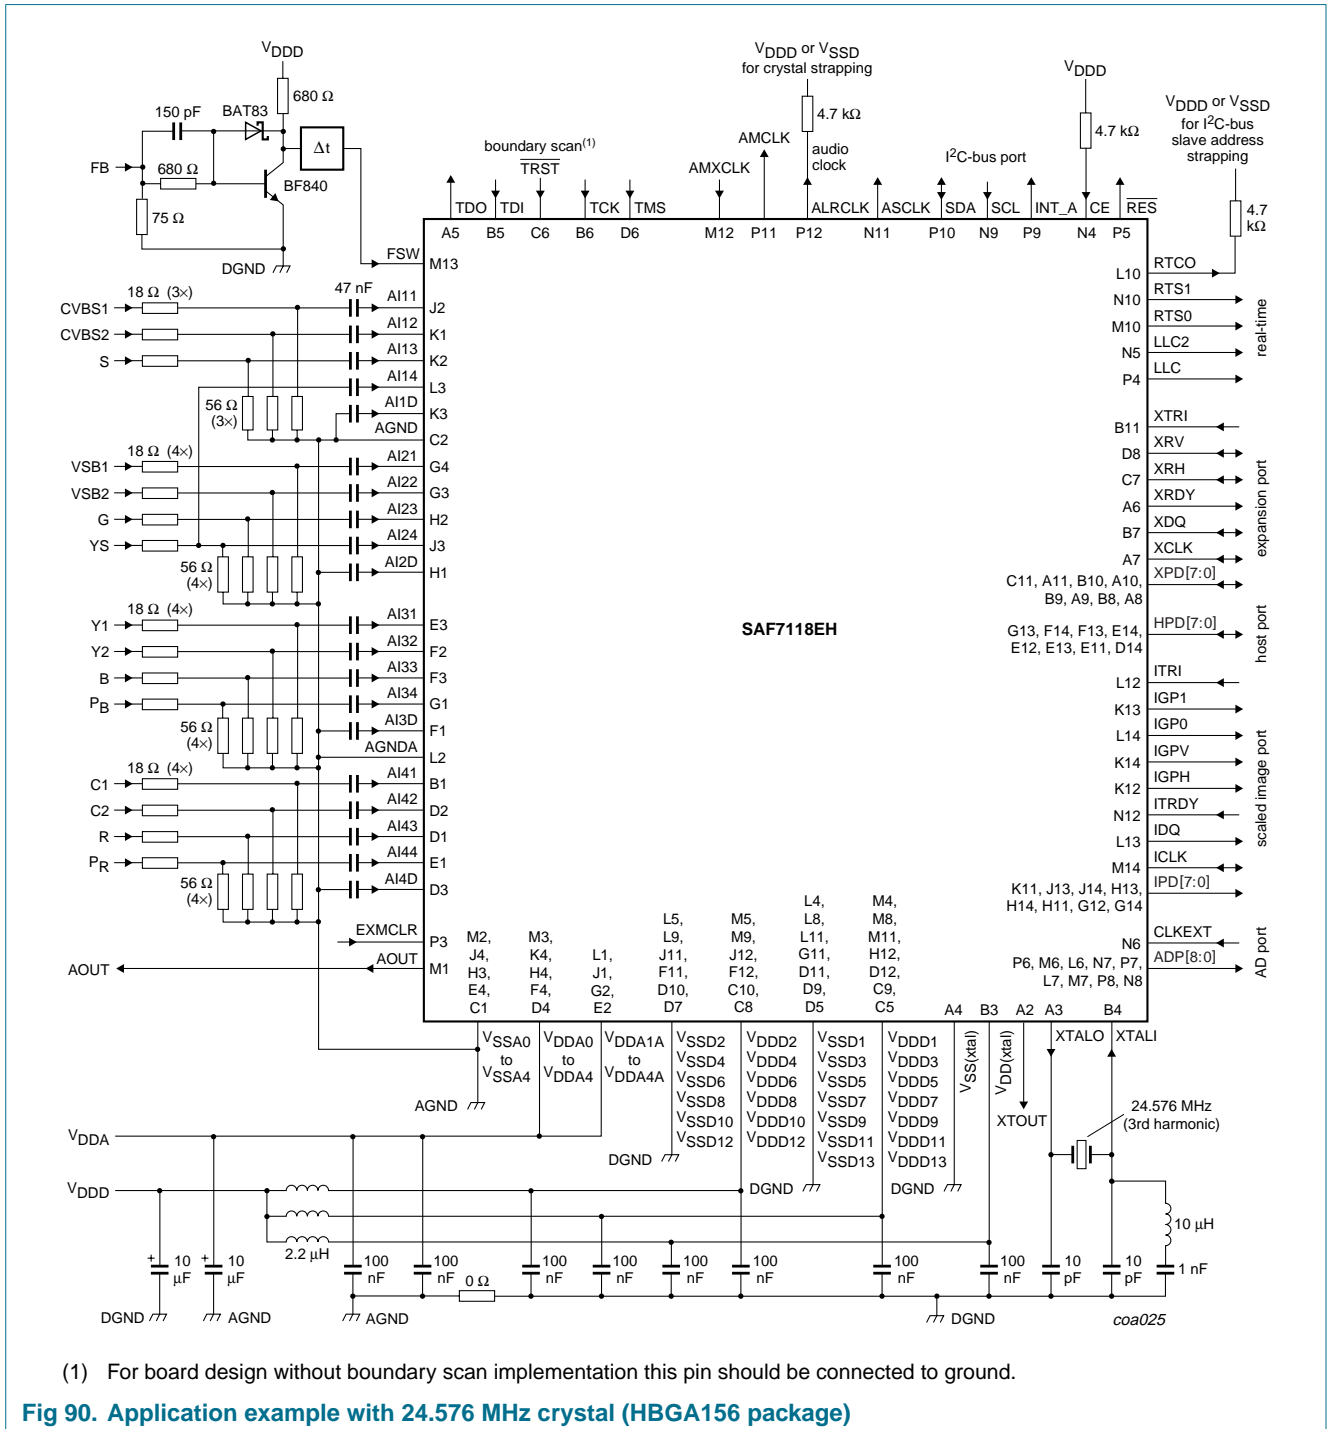 VDDD
680 Ω
150 pF
BAT83
Δt
FB
680 Ω
BF840
75 Ω
DGND
VDDD or VSSD
for crystal strapping
4.7 kΩ
AMCLK
audio
clock
boundary scan(1)
TRST
AMXCLK
I2C-bus port
VDDD
4.7 kΩ
VDDD or VSSD
for I2C-bus
slave address
strapping
4.7
kΩ
TDO
TDI
TCK
TMS
ALRCLK
ASCLK
SDA
SCL
INT_A
CE
RES
A5
B5
C6
B6
D6
M12
P11
P12
N11
P10
N9
P9
N4
P5
FSW
M13
18 Ω (3×)
47 nF
CVBS1
AI11
J2
CVBS2
AI12
K1
S
AI13
K2
AI14
L3
56 Ω
(3×)
AI1D
K3
AGND
C2
18 Ω (4×)
VSB1
AI21
G4
VSB2
AI22
G3
G
AI23
H2
YS
AI24
J3
56 Ω
(4×)
AI2D
H1
18 Ω (4×)
Y1
AI31
E3
Y2
AI32
F2
B
AI33
F3
PB
AI34
G1
56 Ω
(4×)
AI3D
F1
AGNDA
L2
18 Ω (4×)
C1
AI41
B1
C2
AI42
D2
R
AI43
D1
PR
AI44
E1
56 Ω
(4×)
AI4D
D3
EXMCLR
P3
AOUT
AOUT
M1
SAF7118EH
L10
RTCO
N10
RTS1
M10
RTS0
N5
LLC2
P4
LLC
real-time
B11
XTRI
D8
XRV
C7
XRH
A6
XRDY
B7
XDQ
A7
XCLK
C11, A11, B10, A10,
B9, A9, B8, A8
XPD[7:0]
expansion port
G13, F14, F13, E14,
E12, E13, E11, D14
HPD[7:0]
host port
L12
ITRI
K13
IGP1
L14
IGP0
K14
IGPV
K12
IGPH
N12
ITRDY
L13
IDQ
M14
ICLK
K11, J13, J14, H13,
H14, H11, G12, G14
IPD[7:0]
scaled image port
N6
CLKEXT
P6, M6, L6, N7, P7,
L7, M7, P8, N8
ADP[8:0]
AD port
M2,
J4,
H3,
E4,
C1
M3,
K4,
H4,
F4,
D4
L1,
J1,
G2,
E2
L5,
L9,
J11,
F11,
D10,
D7
M5,
M9,
J12,
F12,
C10,
C8
L4,
L8,
L11,
G11,
D11,
D9,
D5
M4,
M8,
M11,
H12,
D12,
C9,
C5
A4
B3
A2
A3
B4
VSSA0
to
VSSA4
VDDA0
to
VDDA4
VDDA1A
to
VDDA4A
VSSD2
VSSD4
VSSD6
VSSD8
VSSD10
VSSD12
VDDD2
VDDD4
VDDD6
VDDD8
VDDD10
VDDD12
VSSD1
VSSD3
VSSD5
VSSD7
VSSD9
VSSD11
VSSD13
VDDD1
VDDD3
VDDD5
VDDD7
VDDD9
VDDD11
VDDD13
VSS(xtal)
VDD(xtal)
XTOUT
XTALO
XTALI
24.576 MHz
(3rd harmonic)
AGND
DGND
DGND
DGND
VDDA
VDDD
2.2 μH
10 μH
+
10
μF
+
10
μF
100
nF
100
nF
0 Ω
100
nF
100
nF
100
nF
100
nF
100
nF
100
nF
10
pF
10
pF
1 nF
DGND
AGND
AGND
DGND
coa025
(1) For board design without boundary scan implementation this pin should be connected to ground.
Fig 90. Application example with 24.576 MHz crystal (HBGA156 package)